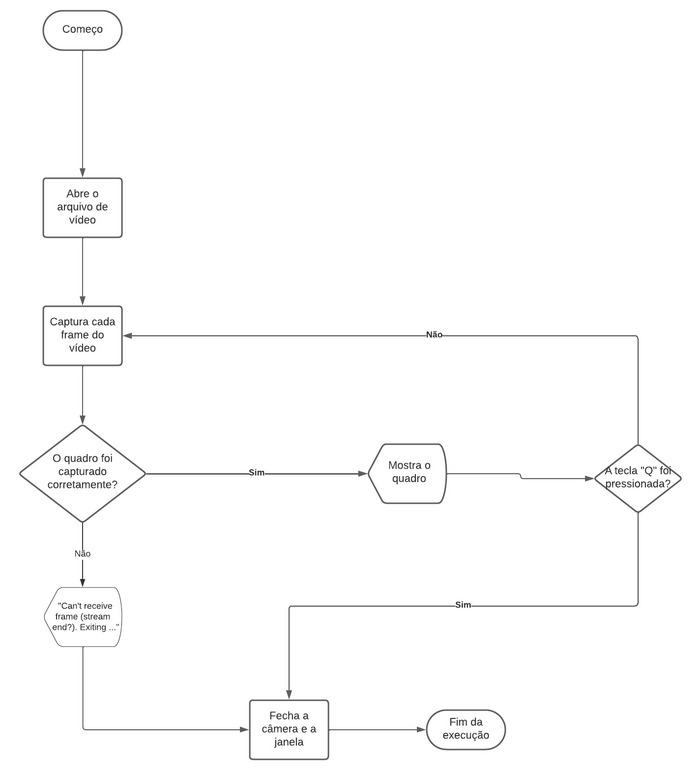 Começo
Abre o
arquivo de
vídeo
Captura cada
frame do
vídeo
Não
O quadro foi
capturado
corretamente?
Sim
Mostra o
quadro
A tecla "Q" foi
pressionada?
Não
"Can't receive
frame (stream
end?). Exiting ..."
Sim
Fecha a
câmera e a
janela
Fim da
execução